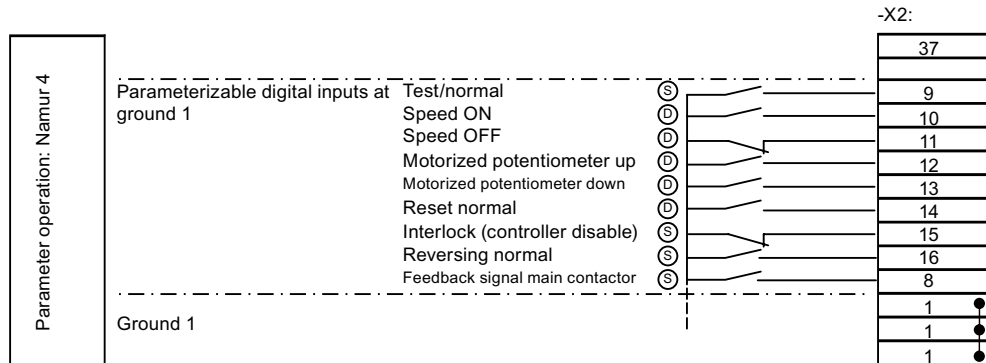 -X2:
37
Parameter operation: Namur 4
Parameterizable digital inputs at
ground 1
Test/normal S 9
Speed ON D 10
Speed OFF D 11
Motorized potentiometer up D 12
Motorized potentiometer down D 13
Reset normal D 14
Interlock (controller disable) S 15
Reversing normal S 16
Feedback signal main contactor S 8
Ground 1
1
1
1